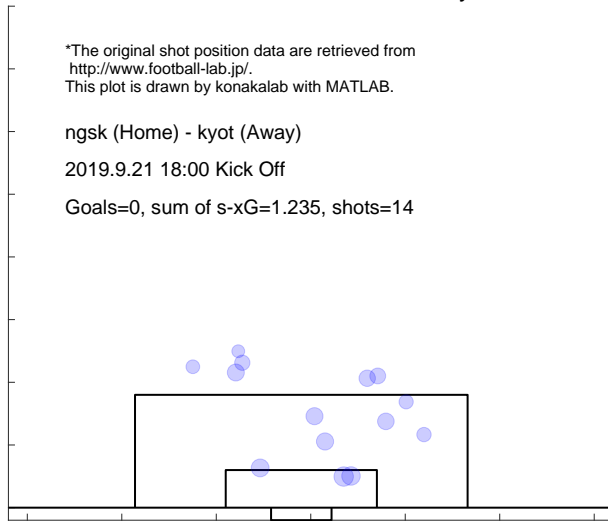 *The original shot position data are retrieved from
http://www.football-lab.jp/.
This plot is drawn by konakalab with MATLAB.
ngsk (Home) - kyot (Away)
2019.9.21 18:00 Kick Off
Goals=0, sum of s-xG=1.235, shots=14